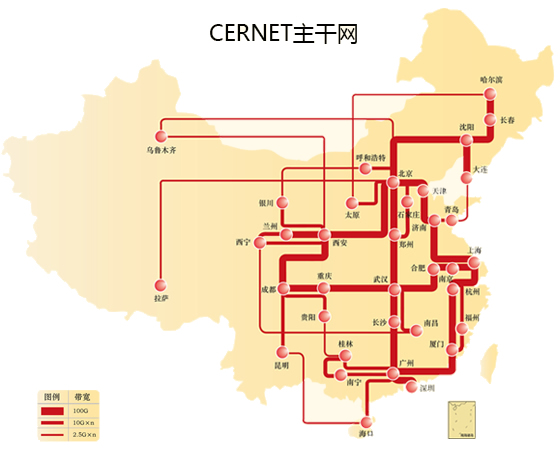 CERNET主干网
哈尔滨
长春
沈阳
乌鲁木齐
呼和浩特
大连
北京
天津
银川
太原
石家庄
青岛
济南
兰州
西宁
西安
郑州
上海
合肥
南京
拉萨
成都
重庆
武汉
杭州
贵阳
长沙
南昌
福州
桂林
厦门
昆明
广州
南宁
深圳
海口
图例 带宽
100G
10G×n
2.5G×n